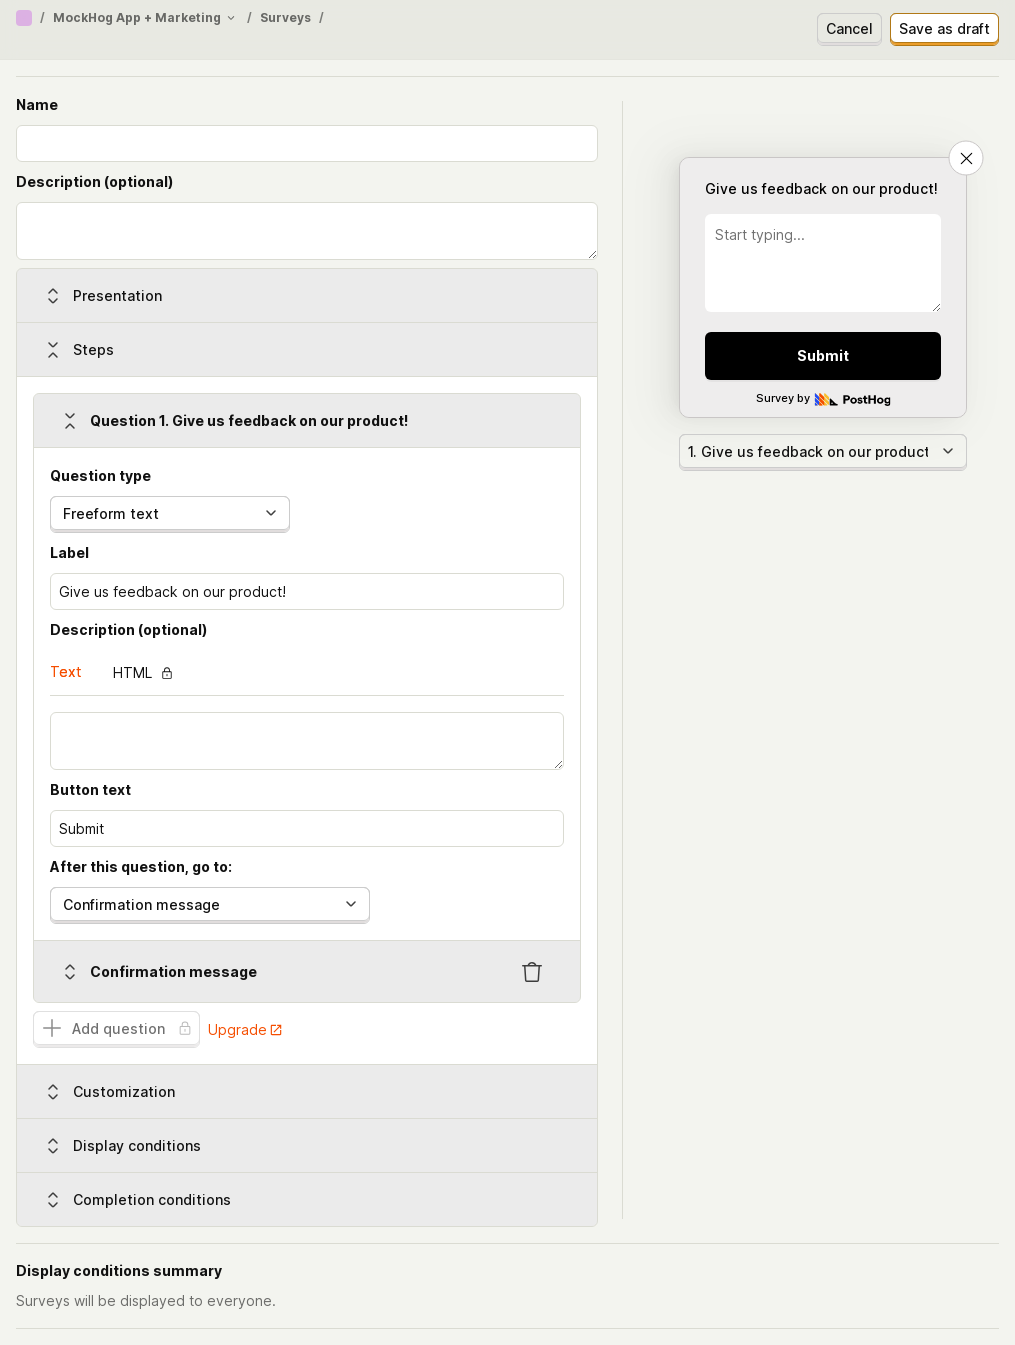 / MockHog App + Marketing / Surveys /
Cancel
Save as draft
Name
Description (optional)
Presentation
Steps
Question 1. Give us feedback on our product!
Question type
Freeform text
Label
Give us feedback on our product!
Description (optional)
Text
HTML
Button text
Submit
After this question, go to:
Confirmation message
Confirmation message
Add question
Upgrade
Customization
Display conditions
Completion conditions
Give us feedback on our product!
Start typing...
Submit
Survey by PostHog
1. Give us feedback on our product
Display conditions summary
Surveys will be displayed to everyone.